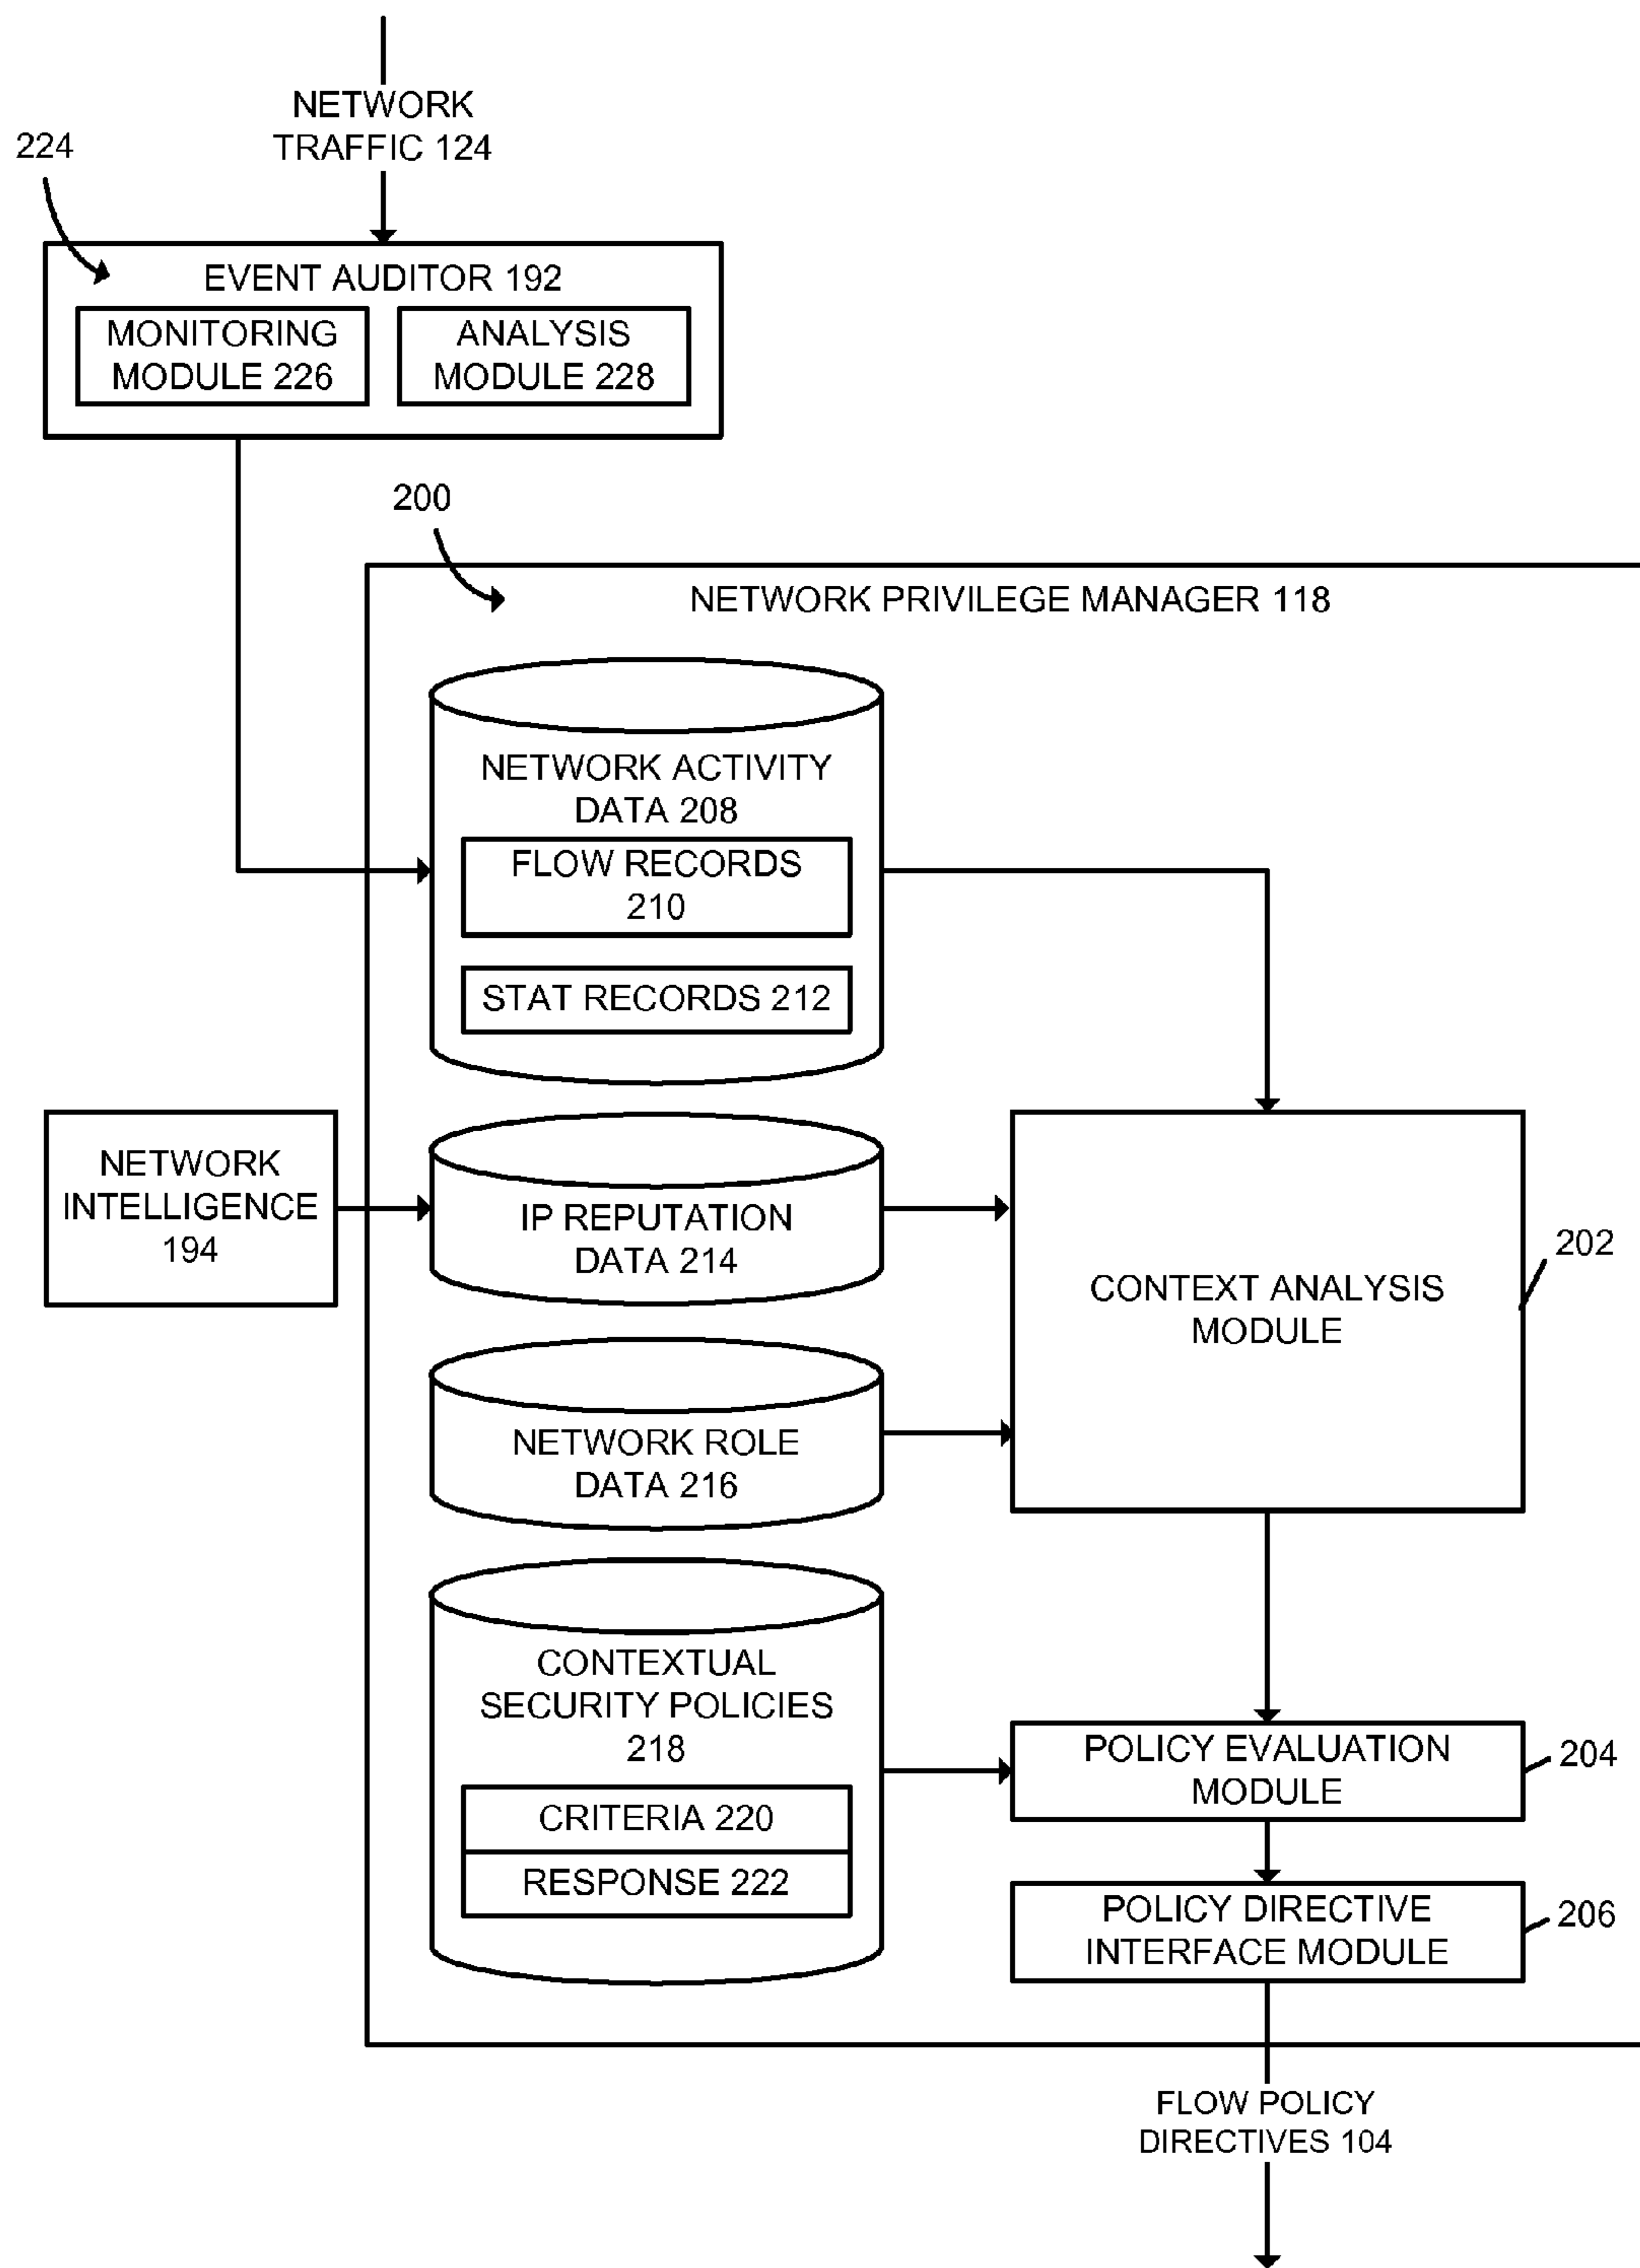 NETWORK
TRAFFIC 124
224
EVENT AUDITOR 192
MONITORING
MODULE 226
ANALYSIS
MODULE 228
200
NETWORK PRIVILEGE MANAGER 118
NETWORK ACTIVITY
DATA 208
FLOW RECORDS
210
STAT RECORDS 212
NETWORK
INTELLIGENCE
194
IP REPUTATION
DATA 214
CONTEXT ANALYSIS
MODULE
202
NETWORK ROLE
DATA 216
CONTEXTUAL
SECURITY POLICIES
218
CRITERIA 220
RESPONSE 222
POLICY EVALUATION
MODULE
204
POLICY DIRECTIVE
INTERFACE MODULE
206
FLOW POLICY
DIRECTIVES 104